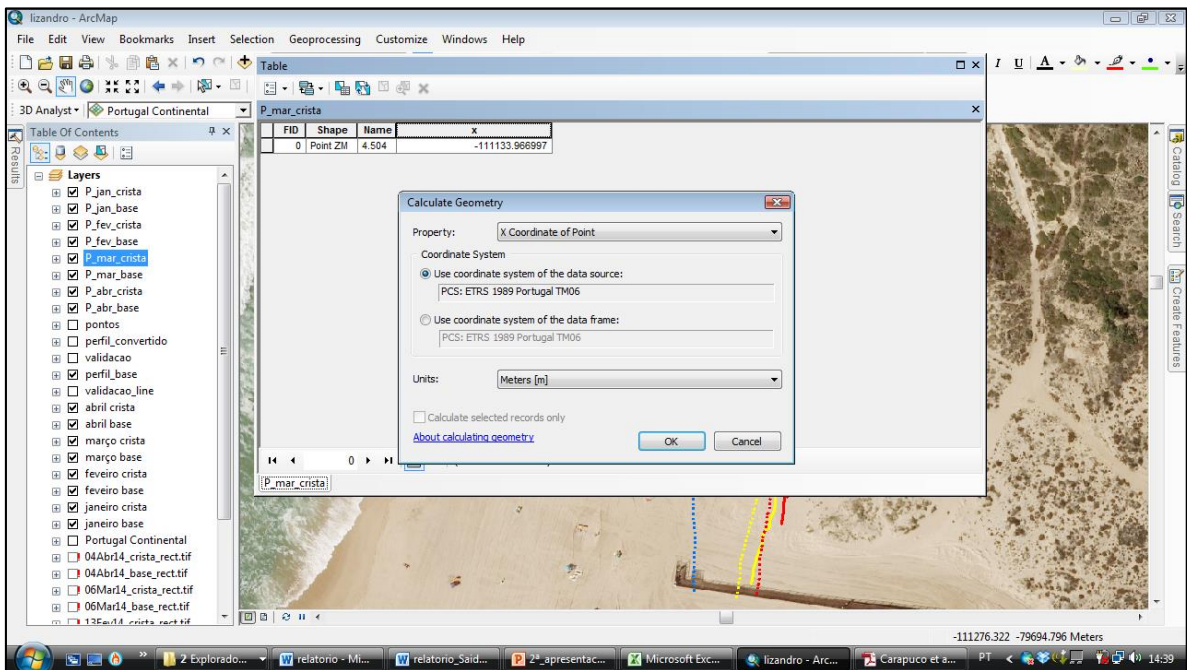 lizandro - ArcMap
File Edit View Bookmarks Insert Selection Geoprocessing Customize Windows Help
Table
I U A
3D Analyst Portugal Continental
P_mar_crista
Table Of Contents
FID Shape Name x
0 Point ZM 4.504 -111133.966997
Results
Catalog
Search
Create Features
Layers
P_jan_crista
P_jan_base
P_fev_crista
P_fev_base
P_mar_crista
P_mar_base
P_abr_crista
P_abr_base
pontos
perfil_convertido
validacao
perfil_base
validacao_line
abril crista
abril base
março crista
março base
feveiro crista
feveiro base
janeiro crista
janeiro base
Portugal Continental
04Abr14_crista_rect.tif
04Abr14_base_rect.tif
06Mar14_crista_rect.tif
06Mar14_base_rect.tif
13Fev14_crista_rect.tif
Calculate Geometry
Property: X Coordinate of Point
Coordinate System
Use coordinate system of the data source:
PCS: ETRS 1989 Portugal TM06
Use coordinate system of the data frame:
PCS: ETRS 1989 Portugal TM06
Units: Meters [m]
Calculate selected records only
About calculating geometry OK Cancel
0
P_mar_crista
-111276.322 -79694.796 Meters
2 Explorado... relatorio - Mi... relatorio_Said... 2ª_apresentac... Microsoft Exc... lizandro - Arc... Carapuco et a... PT 14:39